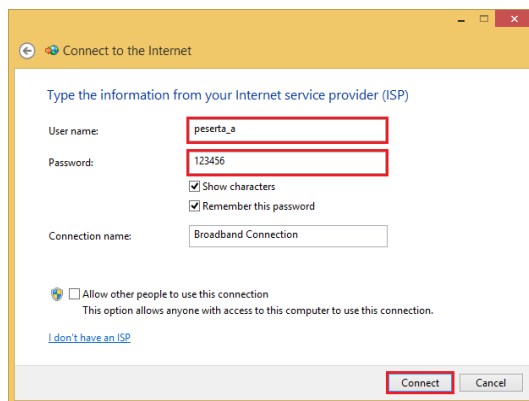 Connect to the Internet
Type the information from your Internet service provider (ISP)
User name: peserta_a
Password: 123456
Show characters
Remember this password
Connection name: Broadband Connection
Allow other people to use this connection
This option allows anyone with access to this computer to use this connection.
I don't have an ISP
Connect Cancel